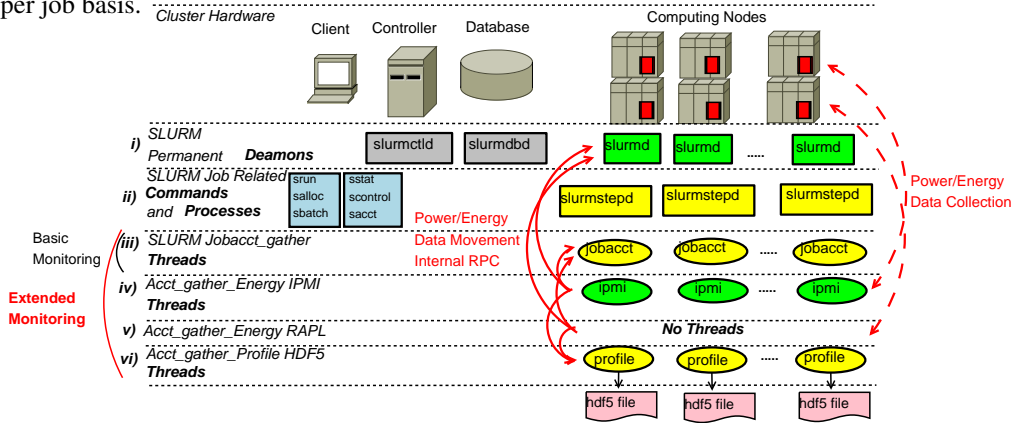 per job basis.
Cluster Hardware
Client
Controller
Database
Computing Nodes
i) SLURM
Permanent Deamons
slurmctld
slurmdbd
slurmd
slurmd
.....
slurmd
SLURM Job Related
ii) Commands
and Processes
srun
salloc
sbatch
sstat
scontrol
sacct
slurmstepd
slurmstepd
slurmstepd
Power/Energy
Data Collection
Power/Energy
Data Movement
Internal RPC
Basic
Monitoring
iii) SLURM Jobacct_gather
Threads
jobacct
jobacct
.....
jobacct
Extended
Monitoring
iv) Acct_gather_Energy IPMI
Threads
ipmi
ipmi
.....
ipmi
v) Acct_gather_Energy RAPL
No Threads
vi) Acct_gather_Profile HDF5
Threads
profile
profile
.....
profile
hdf5 file
hdf5 file
hdf5 file